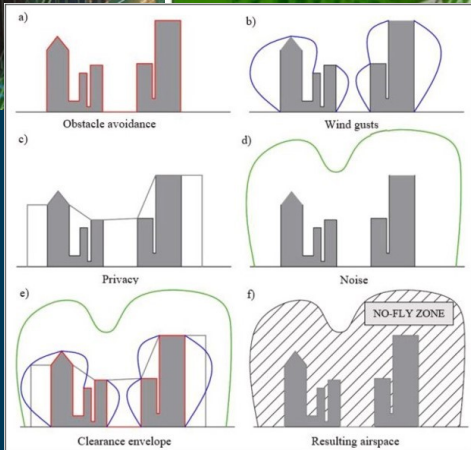 a)
Obstacle avoidance
b)
Wind gusts
c)
Privacy
d)
Noise
e)
Clearance envelope
f)
NO-FLY ZONE
Resulting airspace